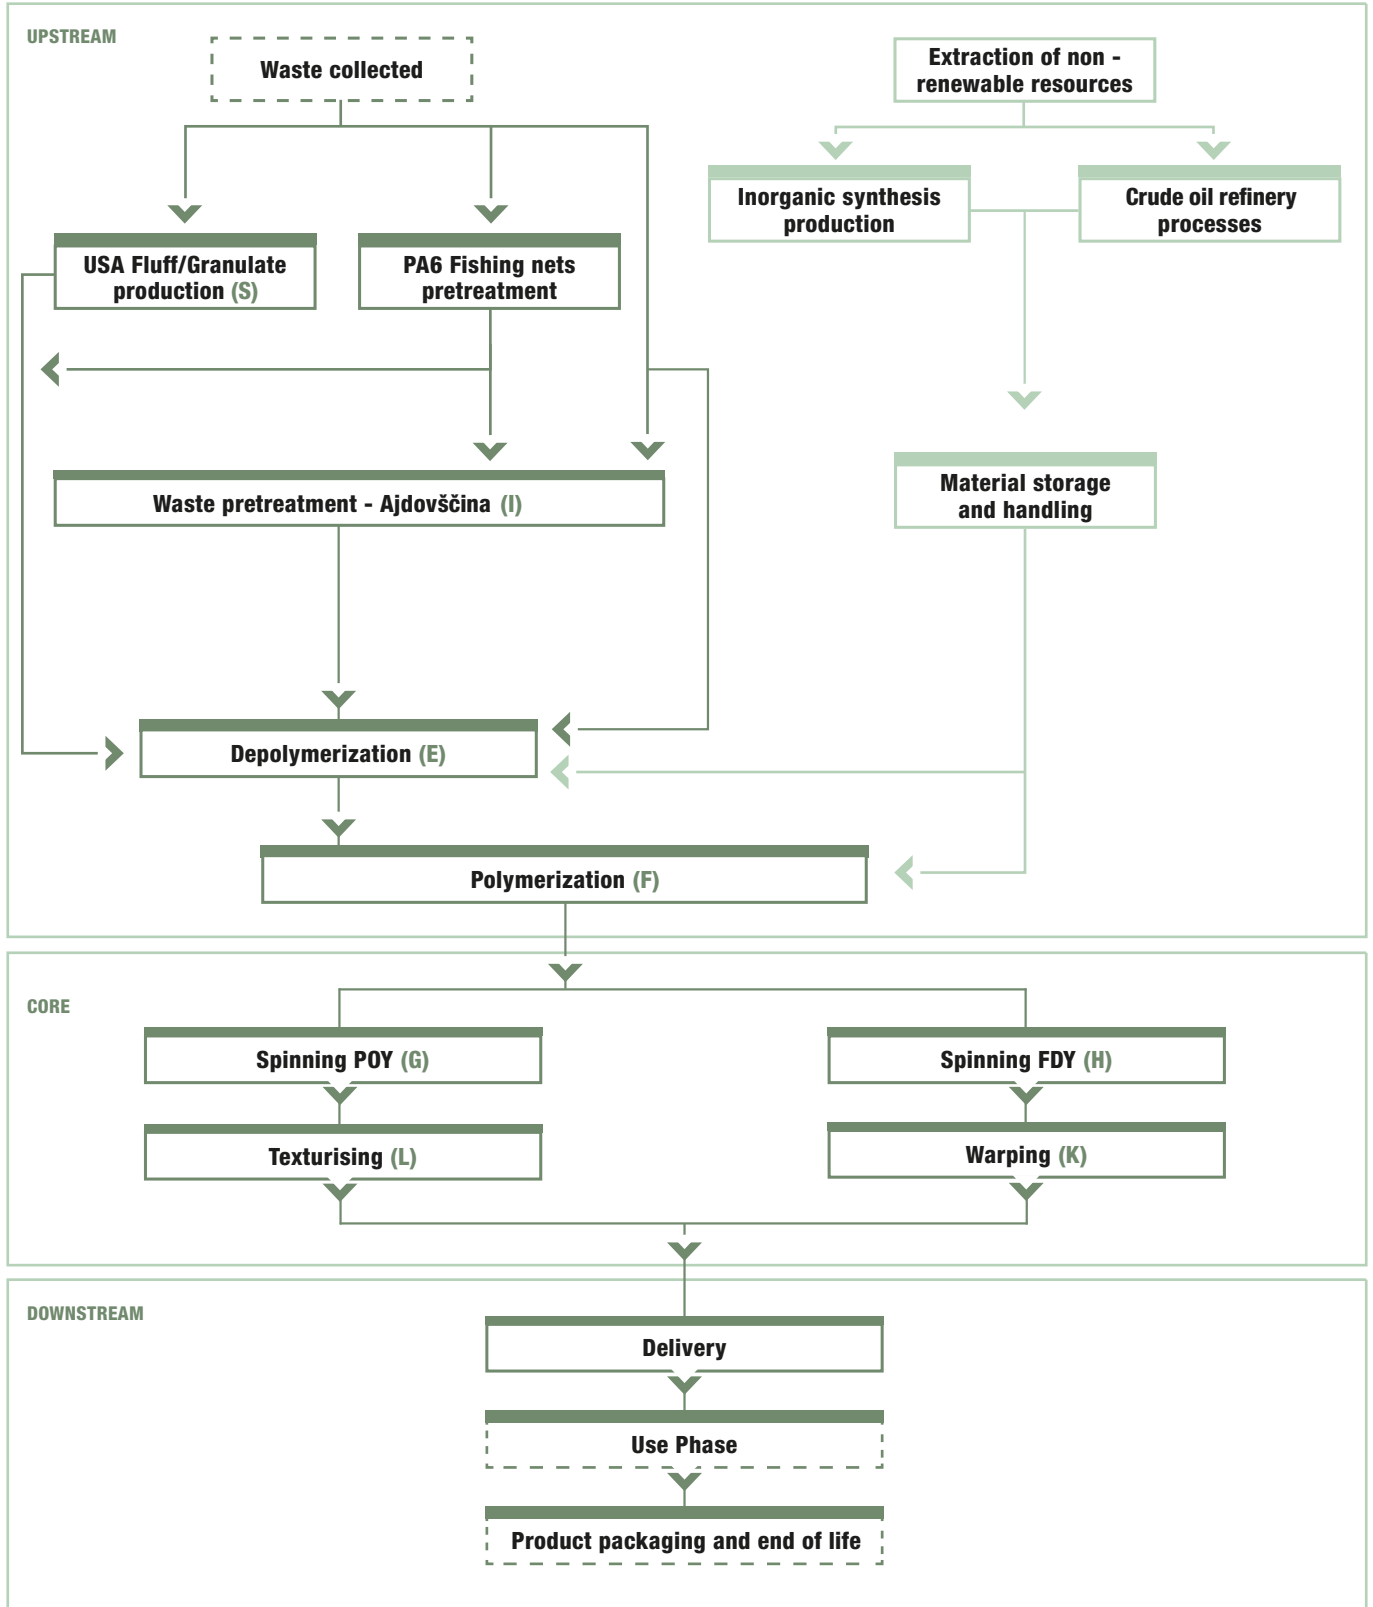 UPSTREAM
Waste collected
Extraction of non -
renewable resources
Inorganic synthesis
production
Crude oil refinery
processes
USA Fluff/Granulate
production (S)
PA6 Fishing nets
pretreatment
Waste pretreatment - Ajdovščina (I)
Material storage
and handling
Depolymerization (E)
Polymerization (F)
CORE
Spinning POY (G)
Spinning FDY (H)
Texturising (L)
Warping (K)
DOWNSTREAM
Delivery
Use Phase
Product packaging and end of life